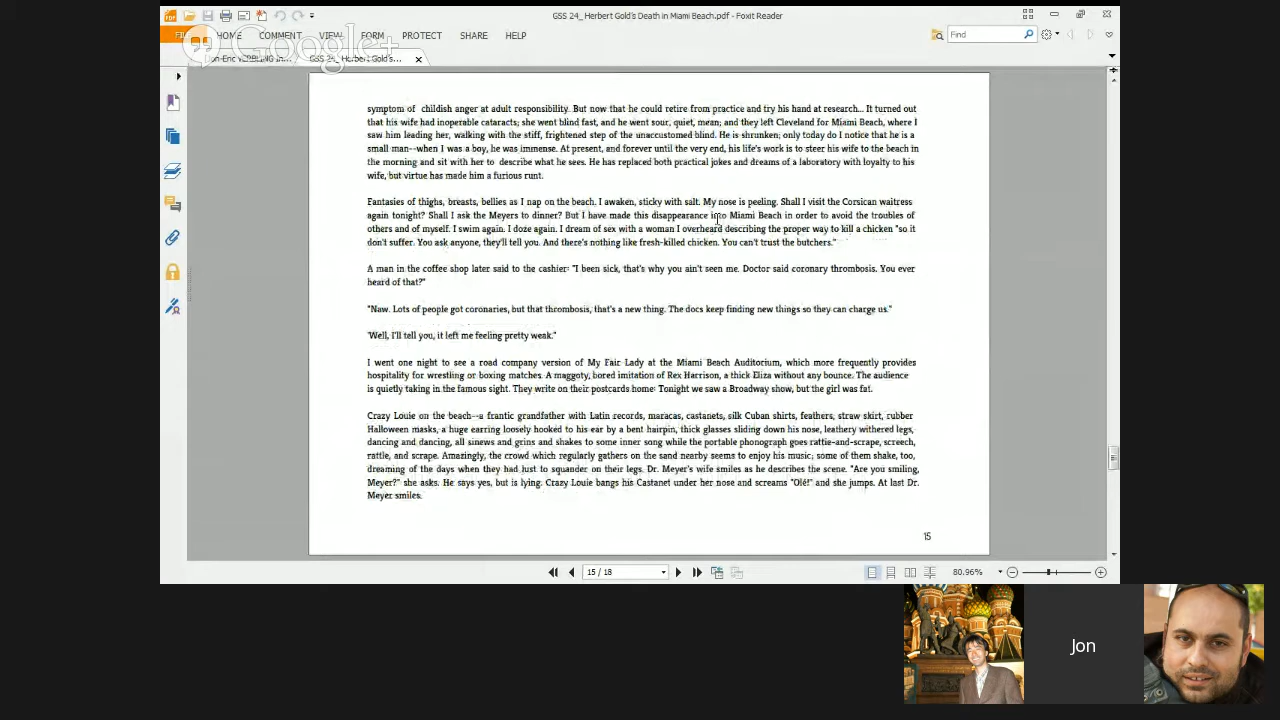 GSS 24_ Herbert Gold's Death in Miami Beach.pdf - Foxit Reader
FILE HOME COMMENT VIEW FORM PROTECT SHARE HELP
Find
Google+
GSS 24_ Herbert Gold's...
symptom of childish anger at adult responsibility. But now that he could retire from practice and try his hand at research... It turned out
that his wife had inoperable cataracts; she went blind fast, and he went sour, quiet, mean; and they left Cleveland for Miami Beach, where I
saw him leading her, walking with the stiff, frightened step of the unaccustomed blind. He is shrunken; only today do I notice that he is a
small man--when I was a boy, he was immense. At present, and forever until the very end, his life's work is to steer his wife to the beach in
the morning and sit with her to describe what he sees. He has replaced both practical jokes and dreams of a laboratory with loyalty to his
wife, but virtue has made him a furious runt.
Fantasies of thighs, breasts, bellies as I nap on the beach. I awaken, sticky with salt. My nose is peeling. Shall I visit the Corsican waitress
again tonight? Shall I ask the Meyers to dinner? But I have made this disappearance into Miami Beach in order to avoid the troubles of
others and of myself. I swim again. I doze again. I dream of sex with a woman I overheard describing the proper way to kill a chicken "so it
don't suffer. You ask anyone, they'll tell you. And there's nothing like fresh-killed chicken. You can't trust the butchers."
A man in the coffee shop later said to the cashier: "I been sick, that's why you ain't seen me. Doctor said coronary thrombosis. You ever
heard of that?"
"Naw. Lots of people got coronaries, but that thrombosis, that's a new thing. The docs keep finding new things so they can charge us."
"Well, I'll tell you, it left me feeling pretty weak."
I went one night to see a road company version of My Fair Lady at the Miami Beach Auditorium, which more frequently provides
hospitality for wrestling or boxing matches. A maggoty, bored imitation of Rex Harrison, a thick Eliza without any bounce. The audience
is quietly taking in the famous sight. They write on their postcards home: Tonight we saw a Broadway show, but the girl was fat.
Crazy Louie on the beach--a frantic grandfather with Latin records, maracas, castanets, silk Cuban shirts, feathers, straw skirt, rubber
Halloween masks, a huge earring loosely hooked to his ear by a bent hairpin, thick glasses sliding down his nose, leathery withered legs,
dancing and dancing, all sinews and grins and shakes to some inner song while the portable phonograph goes rattle-and-scrape, screech,
rattle, and scrape. Amazingly, the crowd which regularly gathers on the sand nearby seems to enjoy his music; some of them shake, too,
dreaming of the days when they had lust to squander on their legs. Dr. Meyer's wife smiles as he describes the scene. "Are you smiling,
Meyer?" she asks. He says yes, but is lying. Crazy Louie bangs his Castanet under her nose and screams "Olé!" and she jumps. At last Dr.
Meyer smiles.
15
15 / 18
80.96%
Jon